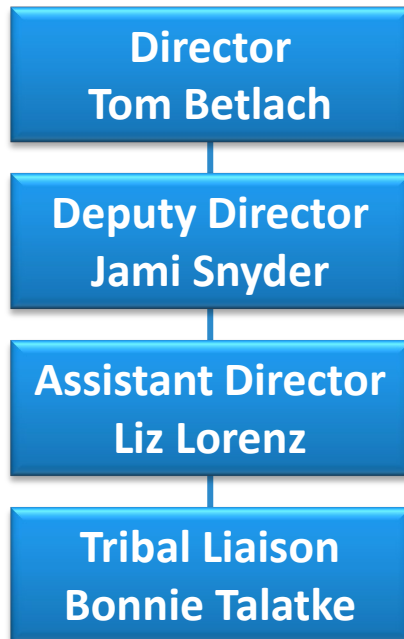 Director
Tom Betlach
Deputy Director
Jami Snyder
Assistant Director
Liz Lorenz
Tribal Liaison
Bonnie Talatke